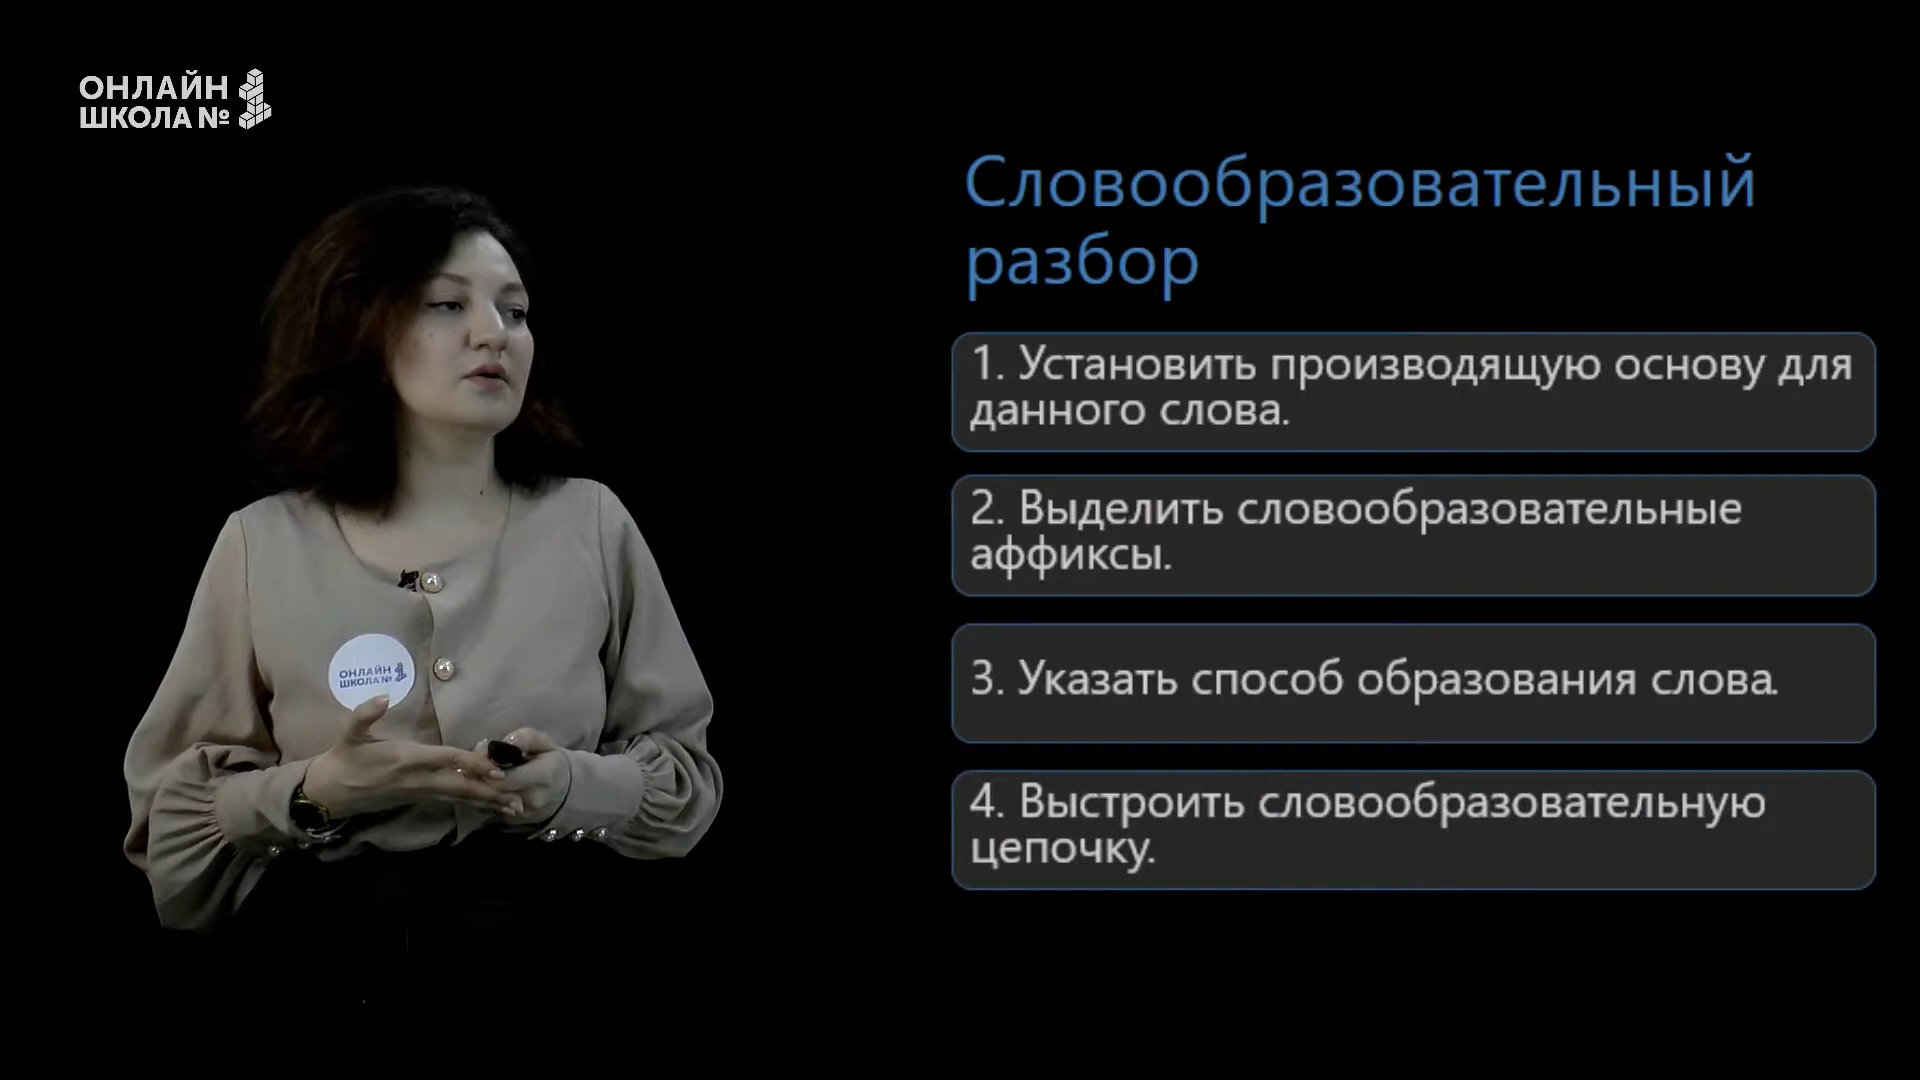 ОНЛАЙН
ШКОЛА №
Словообразовательный
разбор
1. Установить производящую основу для
данного слова.
2. Выделить словообразовательные
аффиксы.
3. Указать способ образования слова.
4. Выстроить словообразовательную
цепочку.
ОНЛАЙН
ШКОЛА №